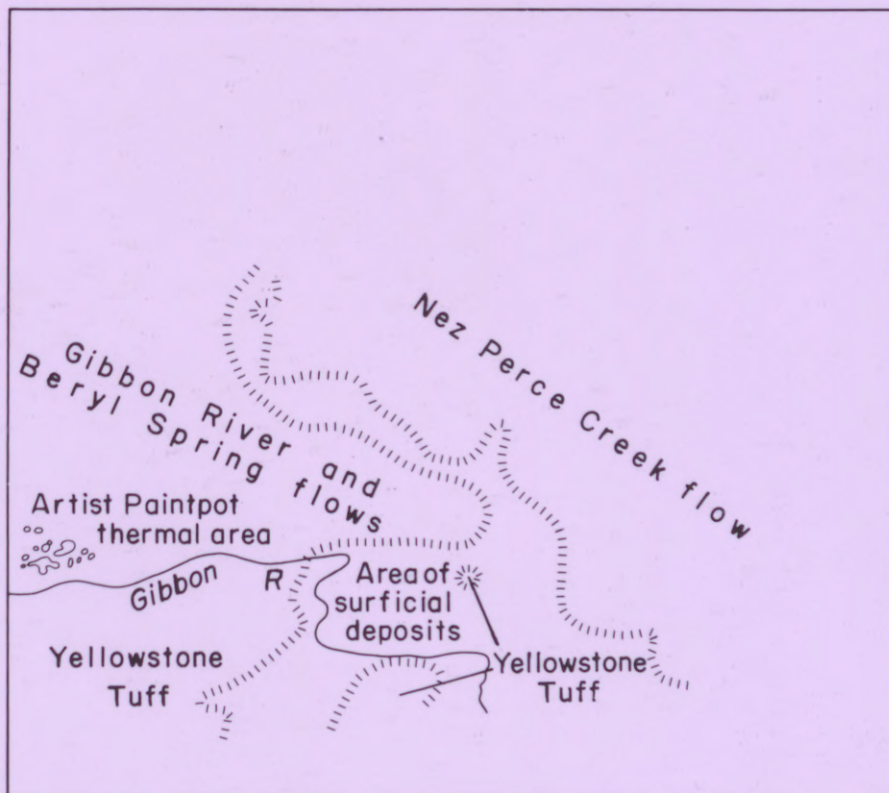 Nez Perce Creek flow
Gibbon River and
Beryl Spring flows
Artist Paintpot
thermal area
Gibbon R
Area of
surficial
deposits
Yellowstone
Tuff
Yellowstone
Tuff